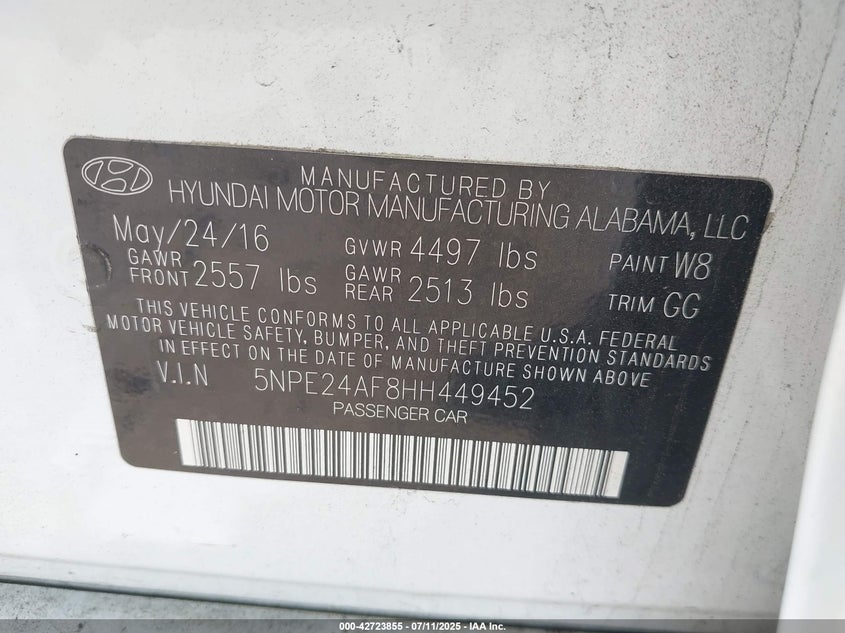 MANUFACTURED BY
HYUNDAI MOTOR MANUFACTURING ALABAMA, LLC
May/24/16 GVWR 4497 lbs PAINT W8
GAWR FRONT 2557 lbs GAWR REAR 2513 lbs TRIM GG
THIS VEHICLE CONFORMS TO ALL APPLICABLE U.S.A. FEDERAL
MOTOR VEHICLE SAFETY, BUMPER, AND THEFT PREVENTION STANDARDS
IN EFFECT ON THE DATE OF MANUFACTURE SHOWN ABOVE.
V.I.N 5NPE24AF8HH449452
PASSENGER CAR
000-42723855 - 07/11/2025 - IAA Inc.